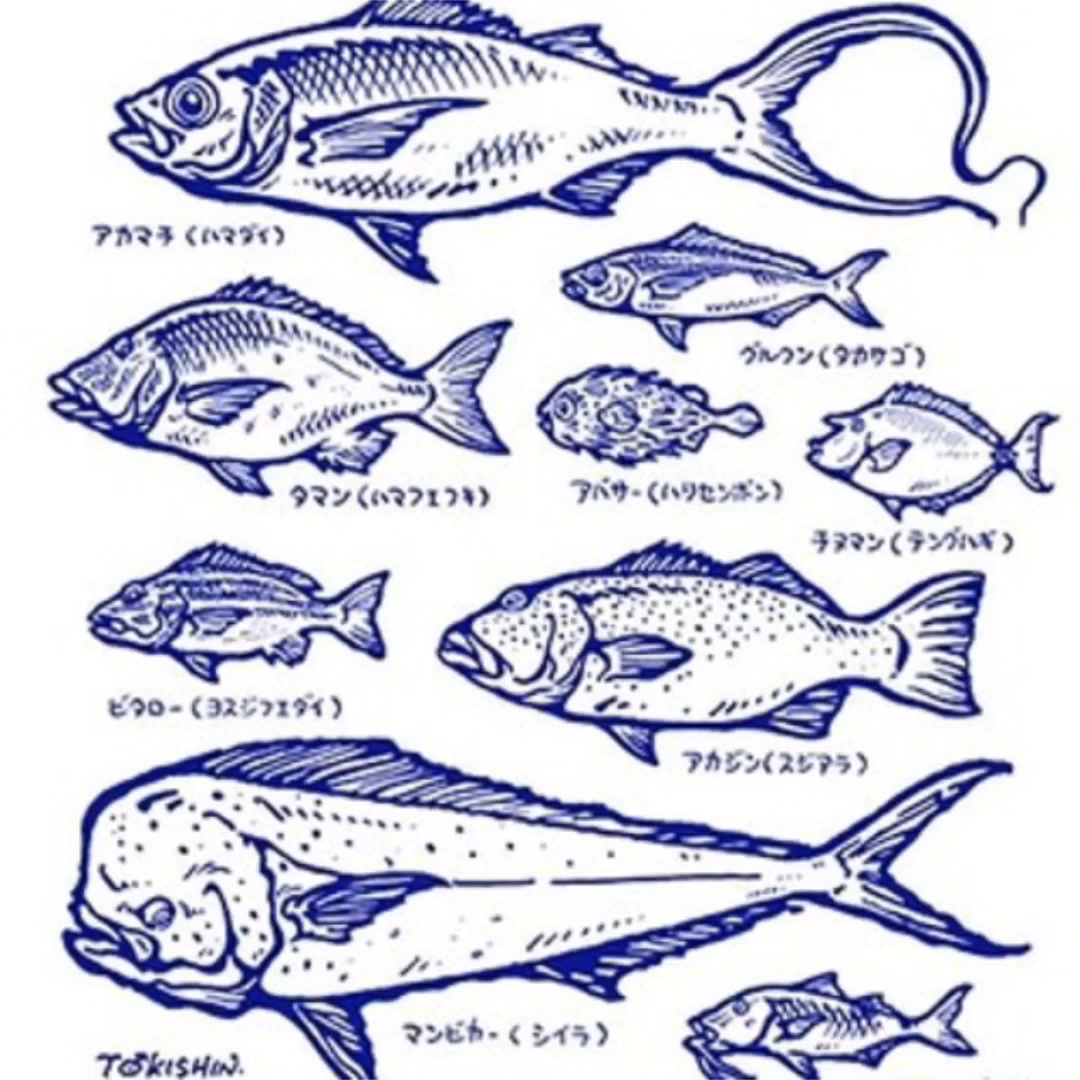 アカマチ(ハマダイ)
グルクン(タカサゴ)
タマン(ハマフエフキ)
アバサー(ハリセンボン)
チヌマン(テングハギ)
ビタロー(ヨスジフエダイ)
アカジン(スジアラ)
マンビカー(シイラ)
TOKISHIN.